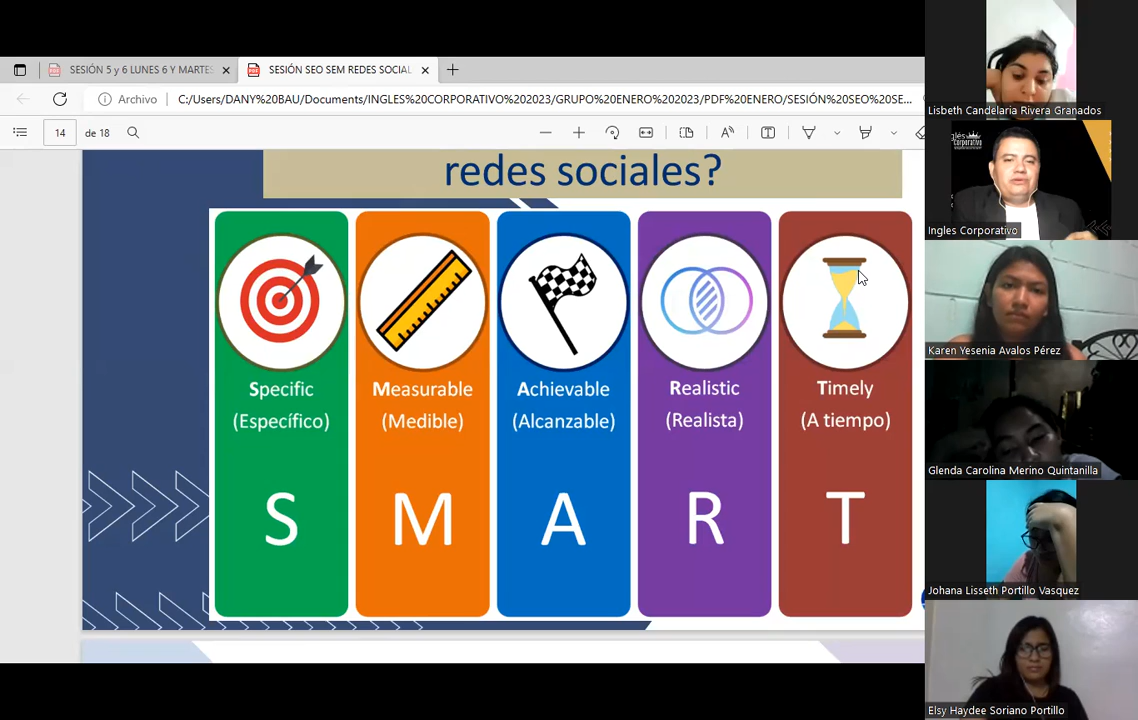 SESIÓN 5 y 6 LUNES 6 Y MARTES
SESIÓN SEO SEM REDES SOCIAL
Archivo
C:/Users/DANY%20BAU/Documents/INGLES%20CORPORATIVO%202023/GRUPO%20ENERO%202023/PDF%20ENERO/SESIÓN%20SEO%20SE...
14 de 18
redes sociales?
Specific
(Específico)
S
Measurable
(Medible)
M
Achievable
(Alcanzable)
A
Realistic
(Realista)
R
Timely
(A tiempo)
T
Lisbeth Candelaria Rivera Granados
Ingles Corporativo
Karen Yesenia Avalos Pérez
Glenda Carolina Merino Quintanilla
Johana Lisseth Portillo Vasquez
Elsy Haydee Soriano Portillo